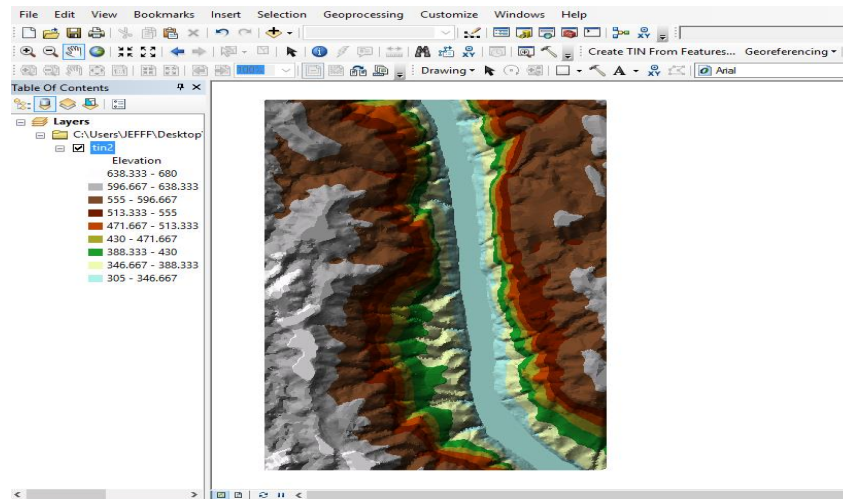 File Edit View Bookmarks Insert Selection Geoprocessing Customize Windows Help
Create TIN From Features... Georeferencing
100% Drawing A Arial
Table Of Contents
Layers
C:\Users\JEFFF\Desktop
tin2
Elevation
638.333 - 680
596.667 - 638.333
555 - 596.667
513.333 - 555
471.667 - 513.333
430 - 471.667
388.333 - 430
346.667 - 388.333
305 - 346.667